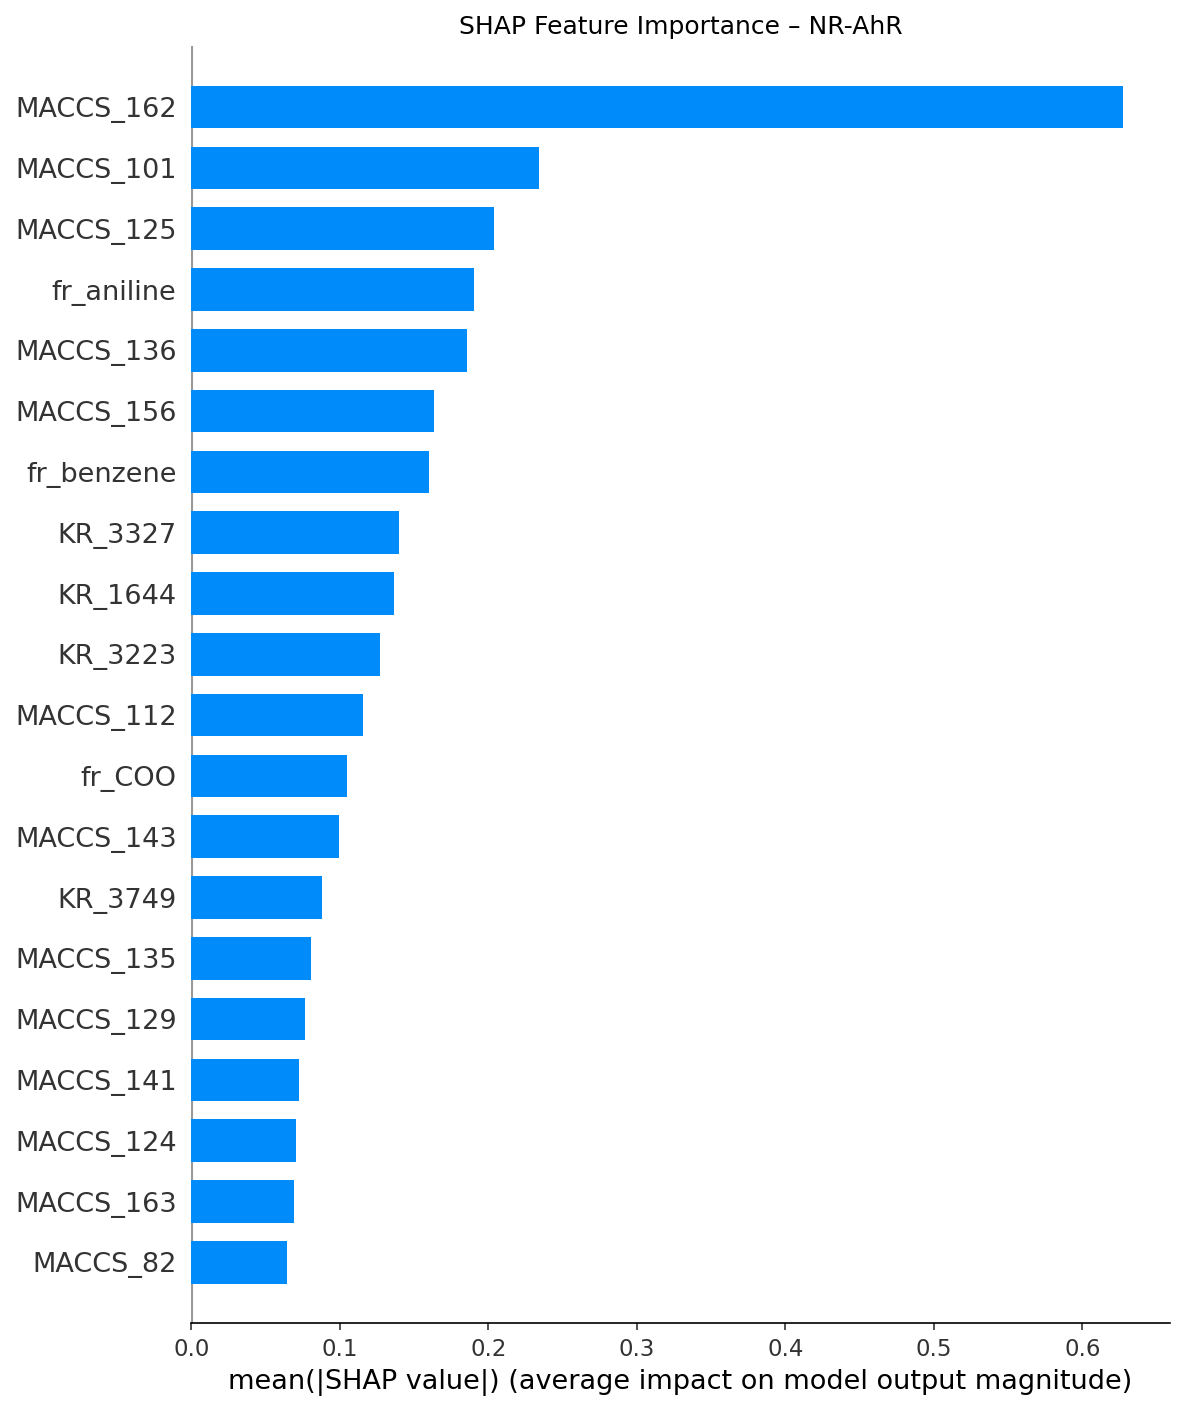 SHAP Feature Importance – NR-AhR
MACCS_162
MACCS_101
MACCS_125
fr_aniline
MACCS_136
MACCS_156
fr_benzene
KR_3327
KR_1644
KR_3223
MACCS_112
fr_COO
MACCS_143
KR_3749
MACCS_135
MACCS_129
MACCS_141
MACCS_124
MACCS_163
MACCS_82
0.0 0.1 0.2 0.3 0.4 0.5 0.6
mean(|SHAP value|) (average impact on model output magnitude)